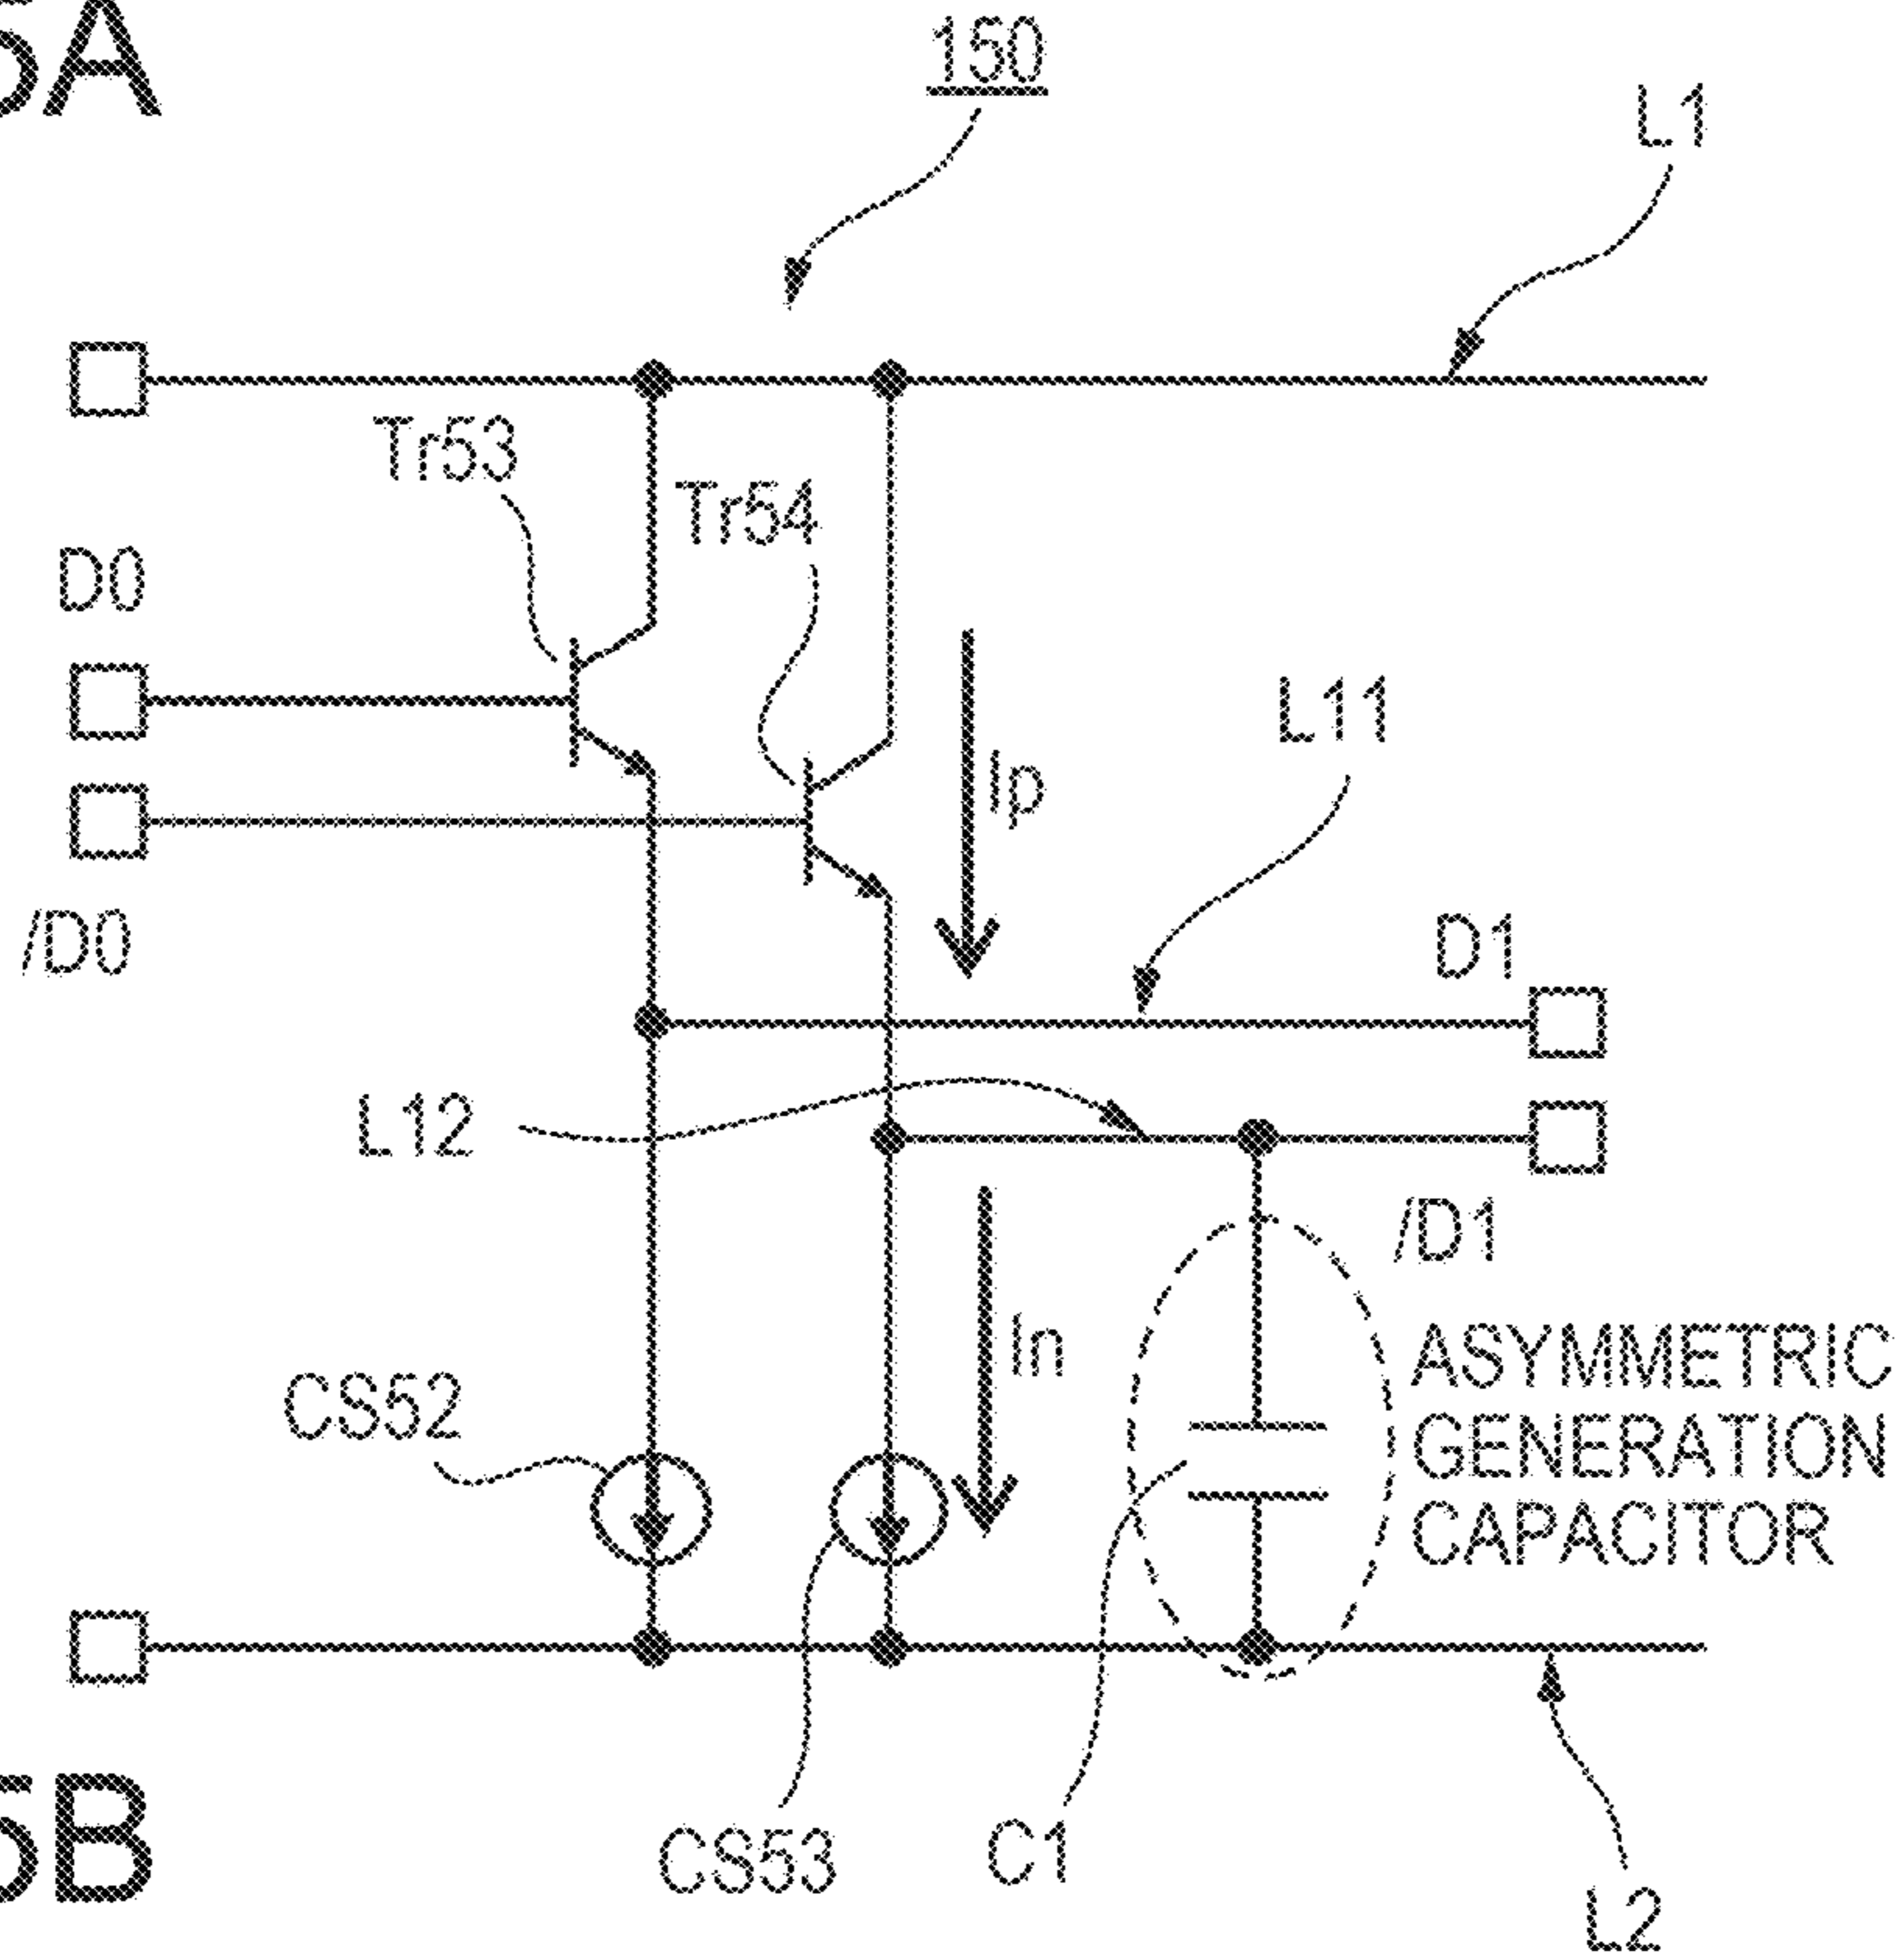 5A
150
L1
Tr53
Tr54
D0
Ip
L11
/D0
D1
L12
/D1
In
ASYMMETRIC
GENERATION
CAPACITOR
CS52
CS53
C1
L2
5B